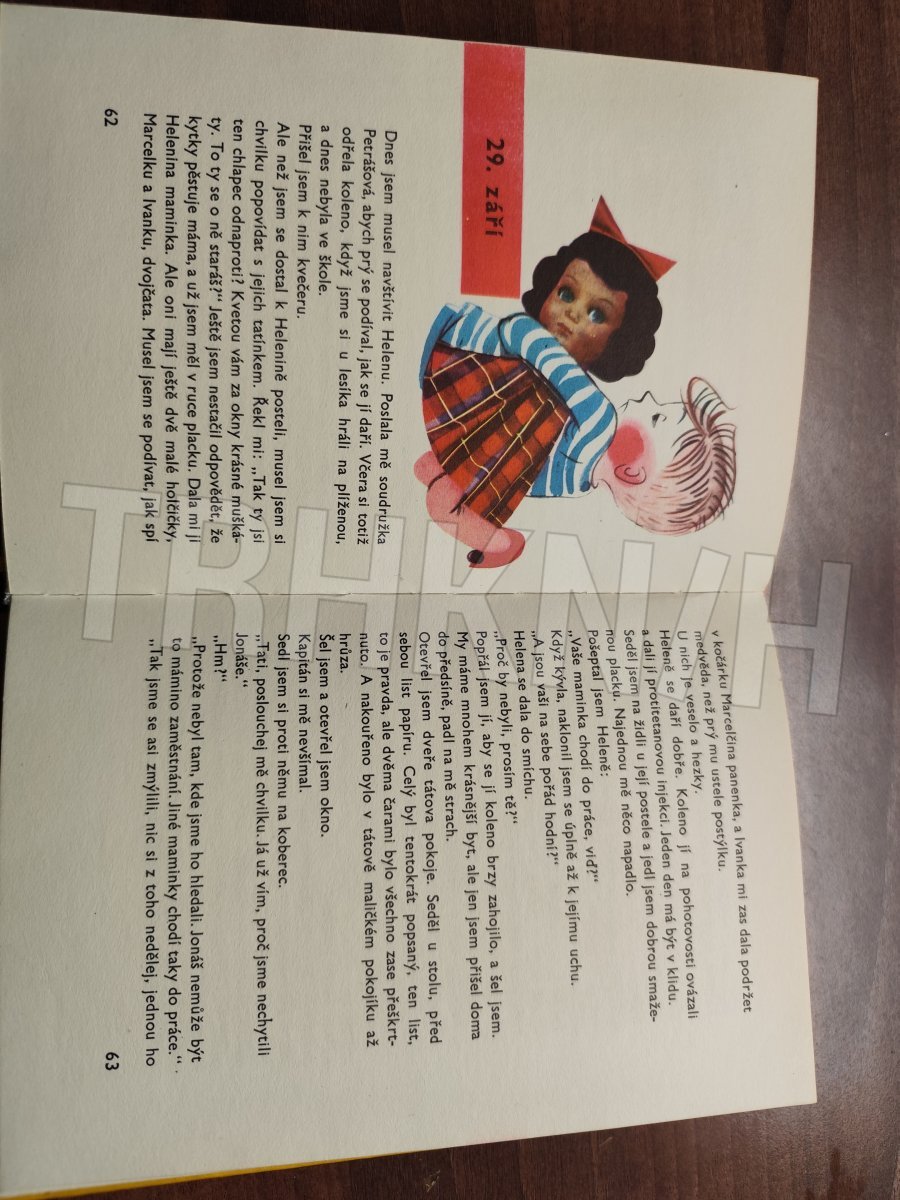 29. září
Dnes jsem musel navštívit Helenu. Poslala mě soudružka
Petrášová, abych prý se podíval, jak se jí daří. Včera si totiž
odřela koleno, když jsme si u lesíka hráli na plíženou,
a dnes nebyla ve škole.
Přišel jsem k nim kvečeru.
Ale než jsem se dostal k Helenině posteli, musel jsem si
chvilku popovídat s jejich tatínkem. Řekl mi: „Tak ty jsi
ten chlapec odnaproti? Kvetou vám za okny krásné mušká-
ty. To ty se o ně staráš?“ Ještě jsem nestačil odpovědět, že
kytky pěstuje máma, a už jsem měl v ruce placku. Dala mi ji
Helenina maminka. Ale oni mají ještě dvě malé holčičky,
Marcelku a Ivanku, dvojčata. Musel jsem se podívat, jak spí
62
v kočárku Marcelčina panenka, a Ivanka mi zas dala podržet
medvěda, než prý mu ustele postýlku.
U nich je veselo a hezky.
Heleně se daří dobře. Koleno jí na pohotovosti ovázali
a dali jí protitetanovou injekci. Jeden den má být v klidu.
Seděl jsem na židli u její postele a jedl jsem dobrou smaže-
nou placku. Najednou mě něco napadlo.
Pošeptal jsem Heleně:
„Vaše maminka chodí do práce, viď?“
Když kývla, naklonil jsem se úplně až k jejímu uchu.
„A jsou vaši na sebe pořád hodní?“
Helena se dala do smíchu.
„Proč by nebyli, prosím tě?“
Popřál jsem jí, aby se jí koleno brzy zahojilo, a šel jsem.
My máme mnohem krásnější byt, ale jen jsem přišel doma
do předsíně, padl na mě strach.
Otevřel jsem dveře tátova pokoje. Seděl u stolu, před
sebou list papíru. Celý byl tentokrát popsaný, ten list,
to je pravda, ale dvěma čarami bylo všechno zase přeškrt-
nuto. A nakouřeno bylo v tátově maličkém pokojíku až
hrůza.
Šel jsem a otevřel jsem okno.
Kapitán si mě nevšímal.
Sedl jsem si proti němu na koberec.
„Tati, poslouchej mě chvilku. Já už vím, proč jsme nechytili
Jonáše.“
„Hm?“
„Protože nebyl tam, kde jsme ho hledali. Jonáš nemůže být
to mámino zaměstnání. Jiné maminky chodí taky do práce.“
„Tak jsme se asi zmýlili, nic si z toho nedělej, jednou ho
63
TRHKNIH